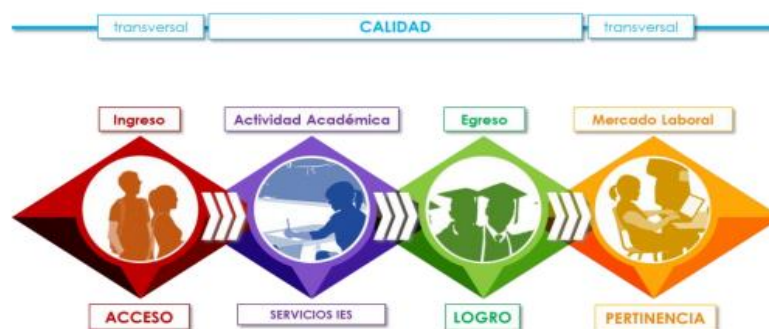 transversal CALIDAD transversal
Ingreso Actividad Académica Egreso Mercado Laboral
ACCESO SERVICIOS IES LOGRO PERTINENCIA